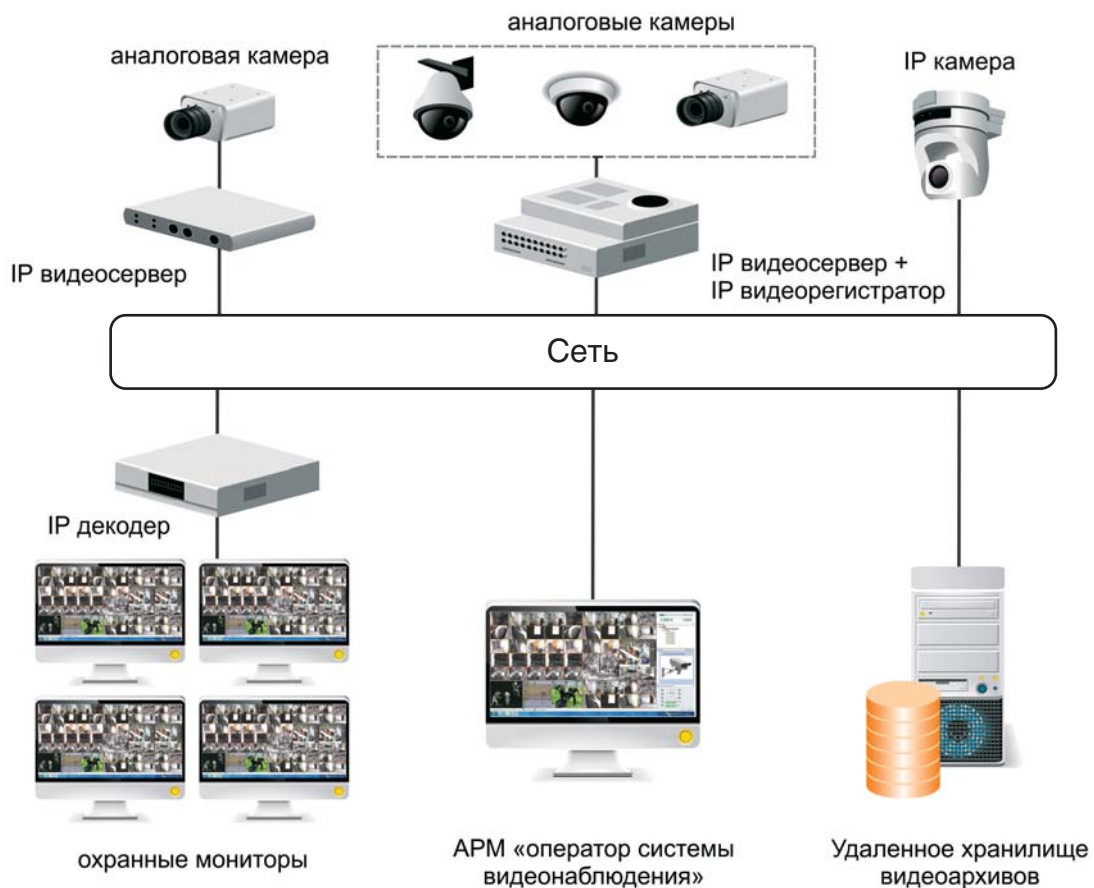 аналоговая камера
аналоговые камеры
IP камера
IP видеосервер
IP видеосервер +
IP видеорегистратор
Сеть
IP декодер
охранные мониторы
АРМ «оператор системы
видеонаблюдения»
Удаленное хранилище
видеоархивов